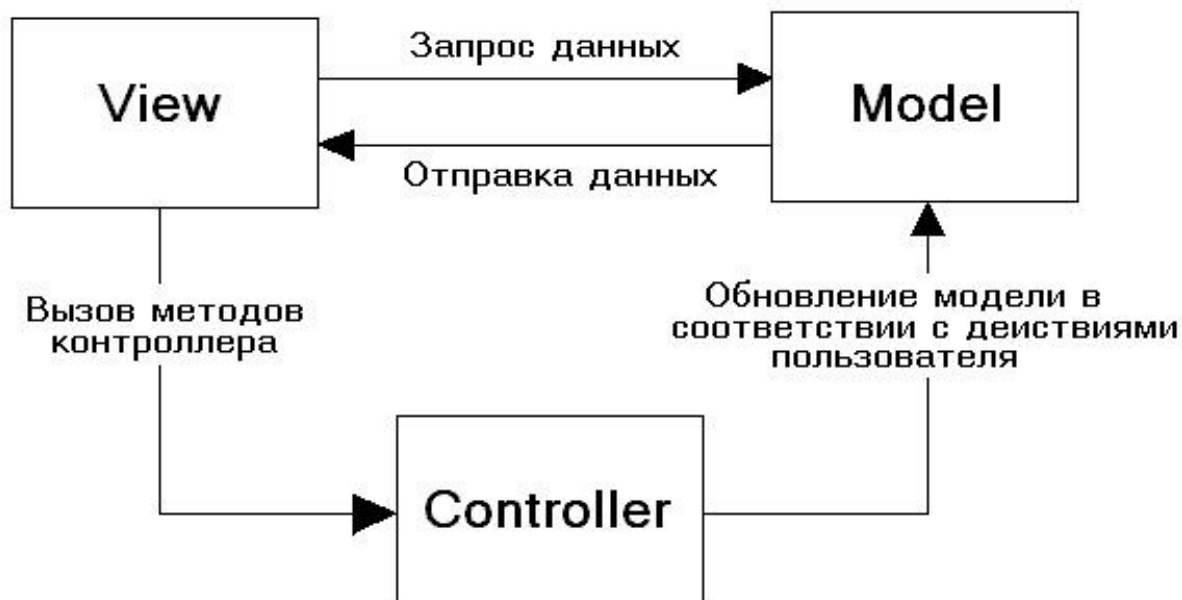 Запрос данных
View
Model
Отправка данных
Вызов методов
контроллера
Обновление модели в
соответствии с деиствиями
пользователя
Controller